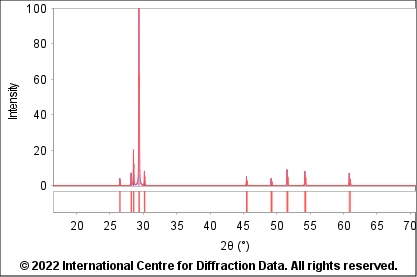 100
80
60
40
20
0
Intensity
20 25 30 35 40 45 50 55 60 65 70
2θ (°)
© 2022 International Centre for Diffraction Data. All rights reserved.